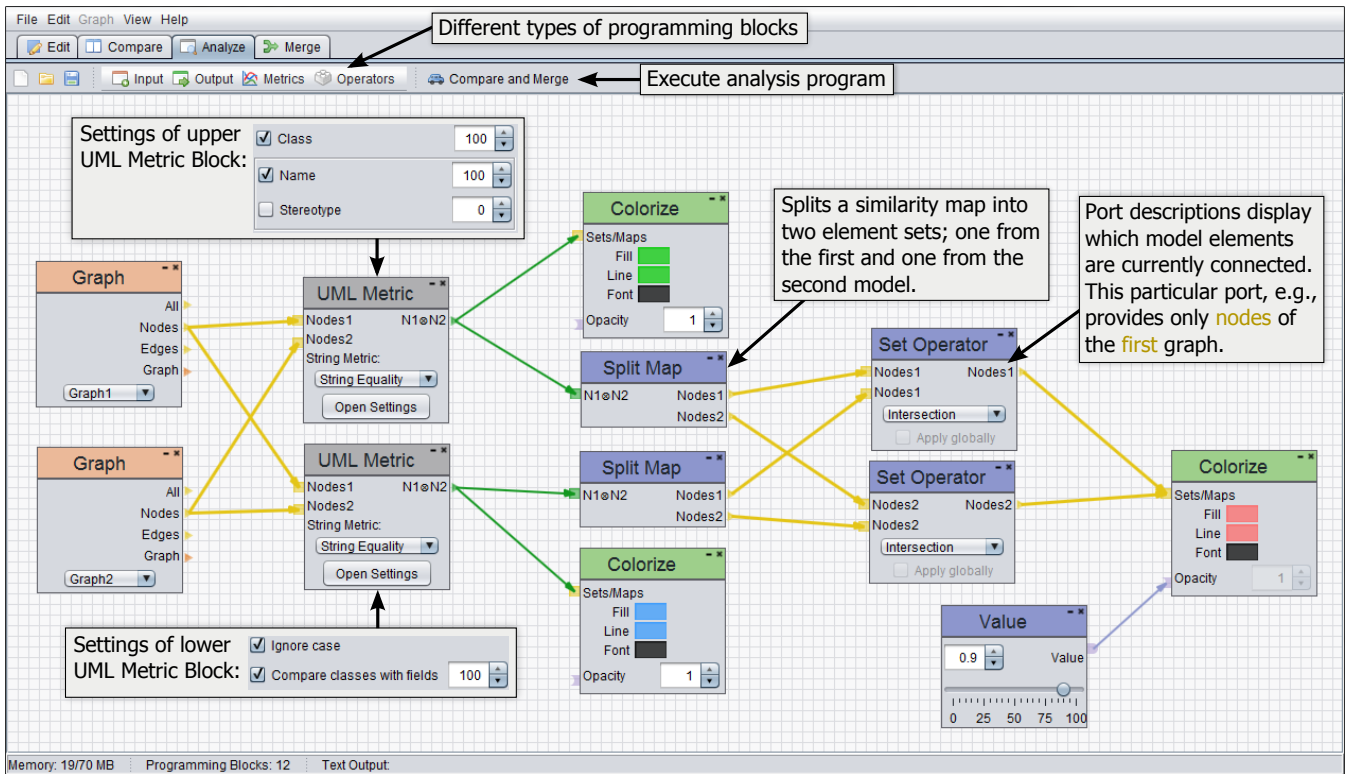 File Edit Graph View Help
Different types of programming blocks
Edit Compare Analyze Merge
Input Output Metrics Operators Compare and Merge
Execute analysis program
Settings of upper
UML Metric Block:
Class 100
Name 100
Stereotype 0
Graph
All
Nodes
Edges
Graph
Graph1
Graph
All
Nodes
Edges
Graph
Graph2
UML Metric
Nodes1 N1⊗N2
Nodes2
String Metric:
String Equality
Open Settings
UML Metric
Nodes1 N1⊗N2
Nodes2
String Metric:
String Equality
Open Settings
Settings of lower
UML Metric Block:
Ignore case
Compare classes with fields 100
Colorize
Sets/Maps
Fill
Line
Font
Opacity 1
Split Map
N1⊗N2 Nodes1
Nodes2
Split Map
N1⊗N2 Nodes1
Nodes2
Colorize
Sets/Maps
Fill
Line
Font
Opacity 1
Splits a similarity map into
two element sets; one from
the first and one from the
second model.
Port descriptions display
which model elements
are currently connected.
This particular port, e.g.,
provides only nodes of
the first graph.
Set Operator
Nodes1 Nodes1
Nodes1
Intersection
Apply globally
Set Operator
Nodes2 Nodes2
Nodes2
Intersection
Apply globally
Value
0.9 Value
0 25 50 75 100
Colorize
Sets/Maps
Fill
Line
Font
Opacity 1
Memory: 19/70 MB Programming Blocks: 12 Text Output: